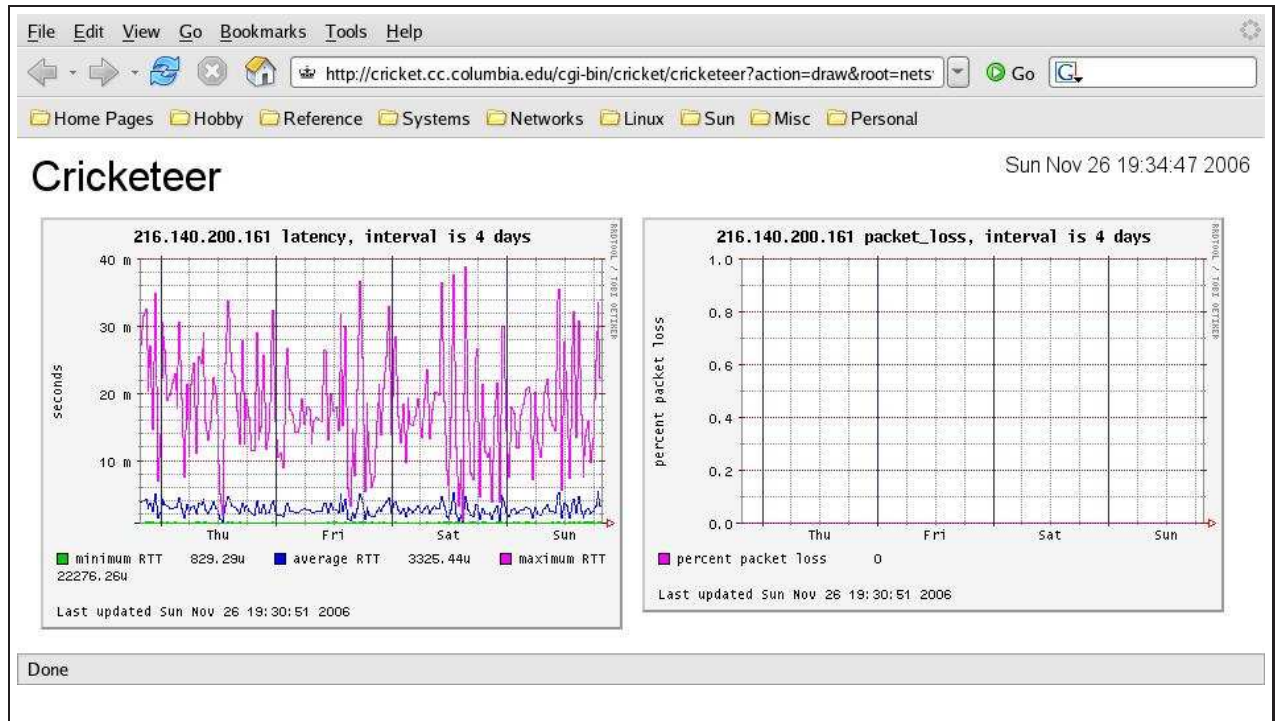 File Edit View Go Bookmarks Tools Help
http://cricket.cc.columbia.edu/cgi-bin/cricket/cricketeer?action=draw&root=nets
Go
G
Home Pages Hobby Reference Systems Networks Linux Sun Misc Personal
Cricketeer
Sun Nov 26 19:34:47 2006
216.140.200.161 latency, interval is 4 days
RRDTOOL / TOBI OETIKER
seconds
40 m
30 m
20 m
10 m
Thu Fri Sat Sun
minimum RTT 829.29u average RTT 3325.44u maximum RTT
22276.26u
Last updated Sun Nov 26 19:30:51 2006
216.140.200.161 packet_loss, interval is 4 days
RRDTOOL / TOBI OETIKER
percent packet loss
1.0
0.8
0.6
0.4
0.2
0.0
Thu Fri Sat Sun
percent packet loss 0
Last updated Sun Nov 26 19:30:51 2006
Done